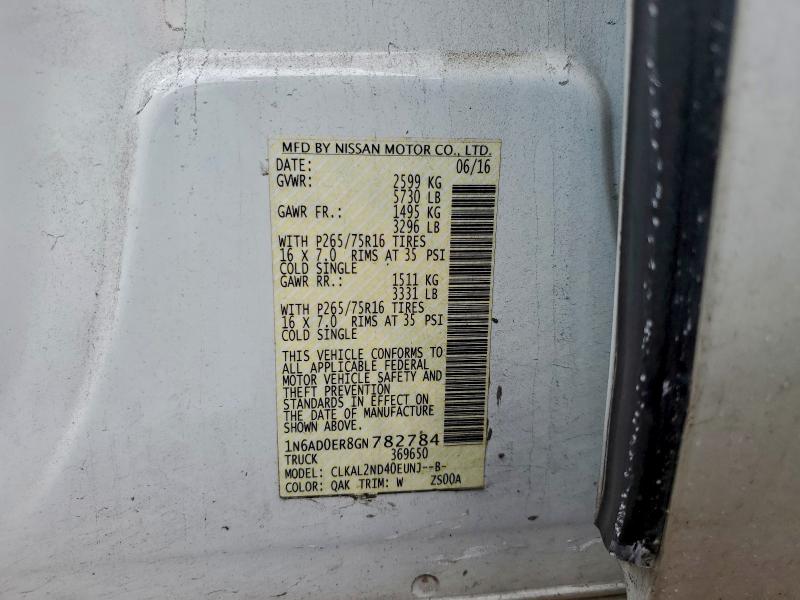 MFD BY NISSAN MOTOR CO., LTD.
DATE: 06/16
GVWR: 2599 KG
5730 LB
GAWR FR.: 1495 KG
3296 LB
WITH P265/75R16 TIRES
16 X 7.0 RIMS AT 35 PSI
COLD SINGLE
GAWR RR.: 1511 KG
3331 LB
WITH P265/75R16 TIRES
16 X 7.0 RIMS AT 35 PSI
COLD SINGLE
THIS VEHICLE CONFORMS TO
ALL APPLICABLE FEDERAL
MOTOR VEHICLE SAFETY AND
THEFT PREVENTION
STANDARDS IN EFFECT ON
THE DATE OF MANUFACTURE
SHOWN ABOVE.
1N6AD0ER8GN 782784
TRUCK 369650
MODEL: CLKAL2ND40EUNJ--B-
COLOR: QAK TRIM: W ZS00A